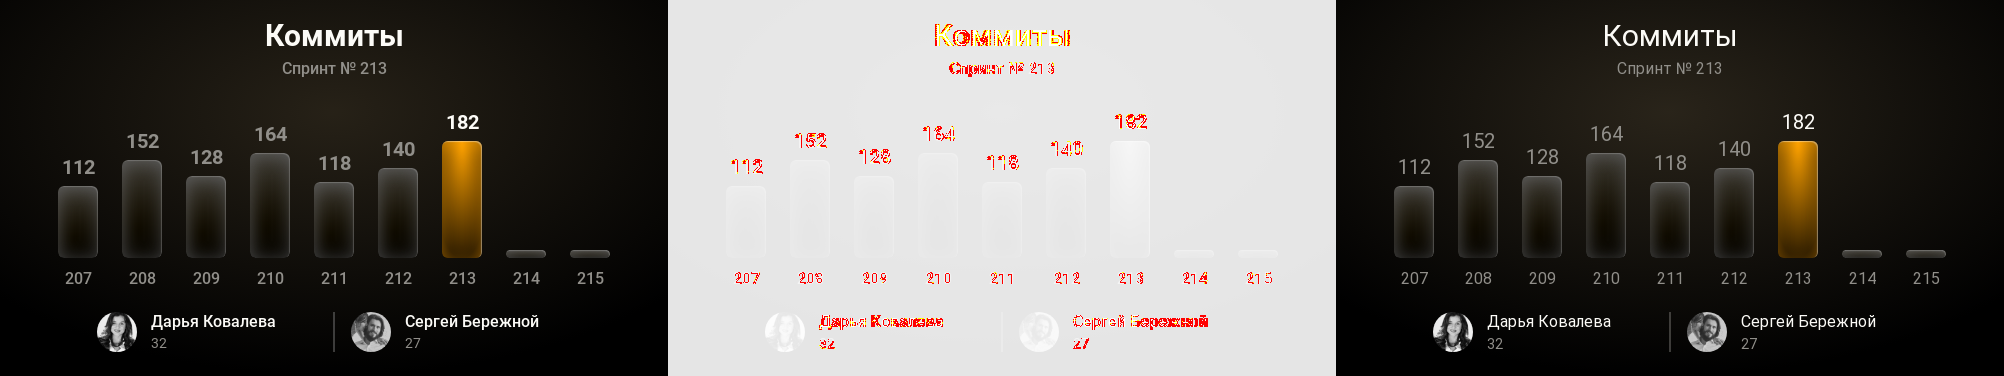 Коммиты
Спринт № 213
112 152 128 164 118 140 182
207 208 209 210 211 212 213 214 215
Дарья Ковалева
32
Сергей Бережной
27
Коммиты
Спринт № 213
112 152 128 164 118 140 182
207 208 209 210 211 212 213 214 215
Дарья Ковалева
32
Сергей Бережной
27
Коммиты
Спринт № 213
112 152 128 164 118 140 182
207 208 209 210 211 212 213 214 215
Дарья Ковалева
32
Сергей Бережной
27